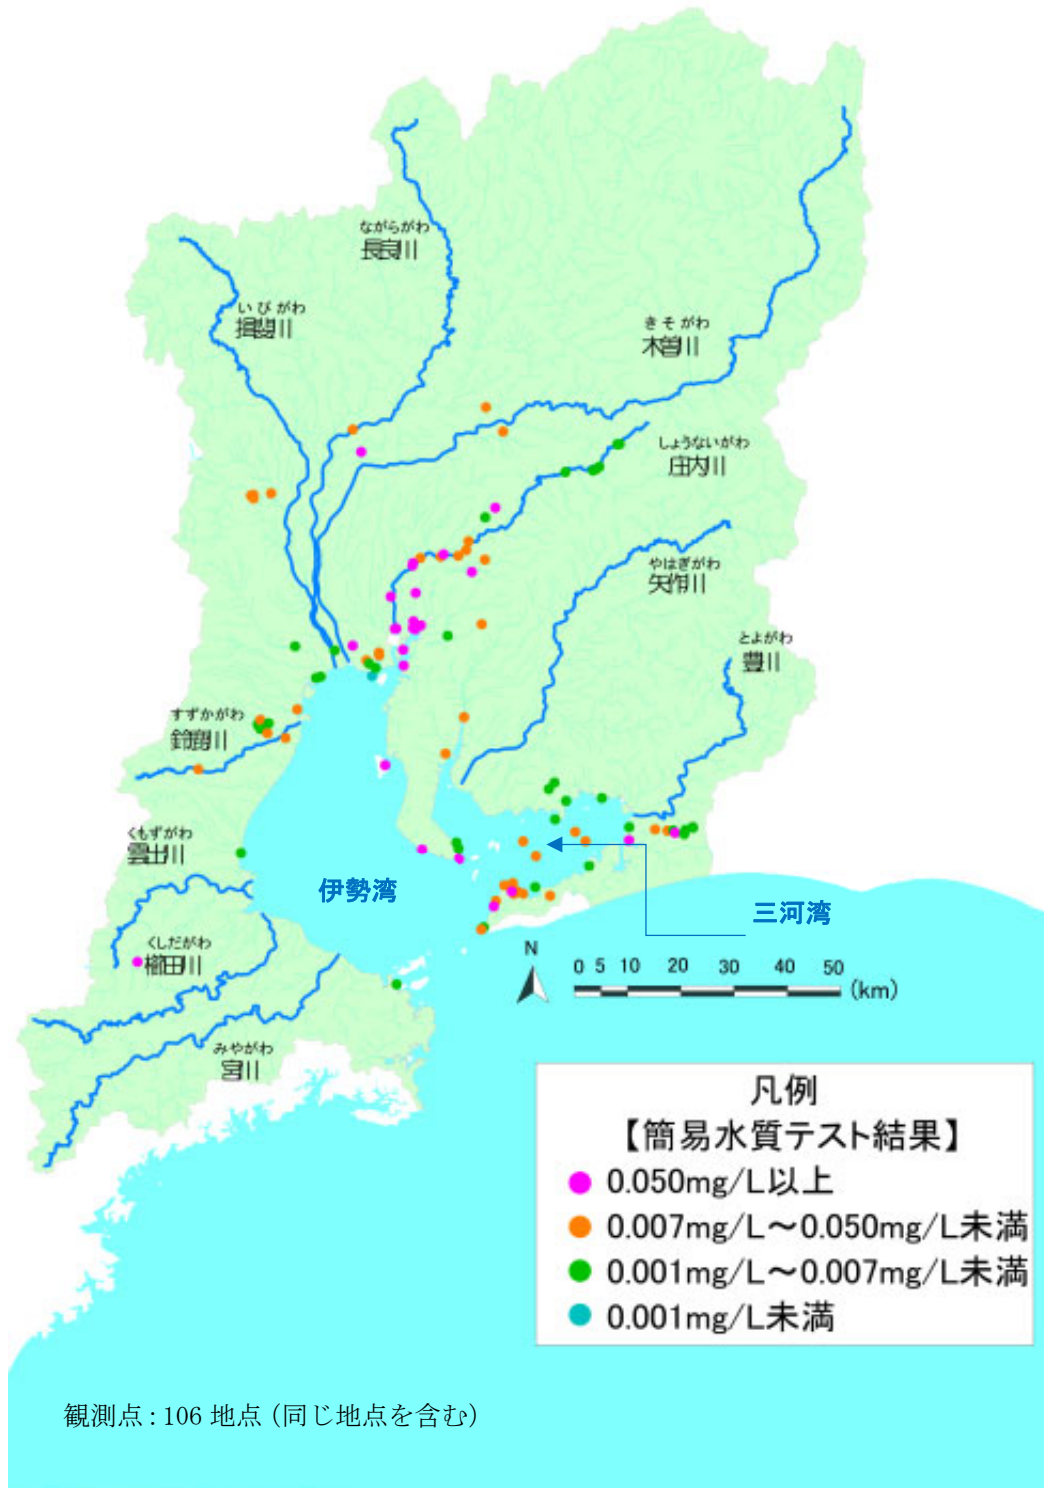 ながらがわ
長良川
いびがわ
揖斐川
きそがわ
木曽川
しょうないがわ
庄内川
やはぎがわ
矢作川
とよがわ
豊川
すずかがわ
鈴鹿川
くもずがわ
雲出川
伊勢湾
三河湾
くしだがわ
櫛田川
N
0 5 10 20 30 40 50
(km)
みやがわ
宮川
凡例
【簡易水質テスト結果】
0.050mg/L以上
0.007mg/L～0.050mg/L未満
0.001mg/L～0.007mg/L未満
0.001mg/L未満
観測点：106 地点（同じ地点を含む）